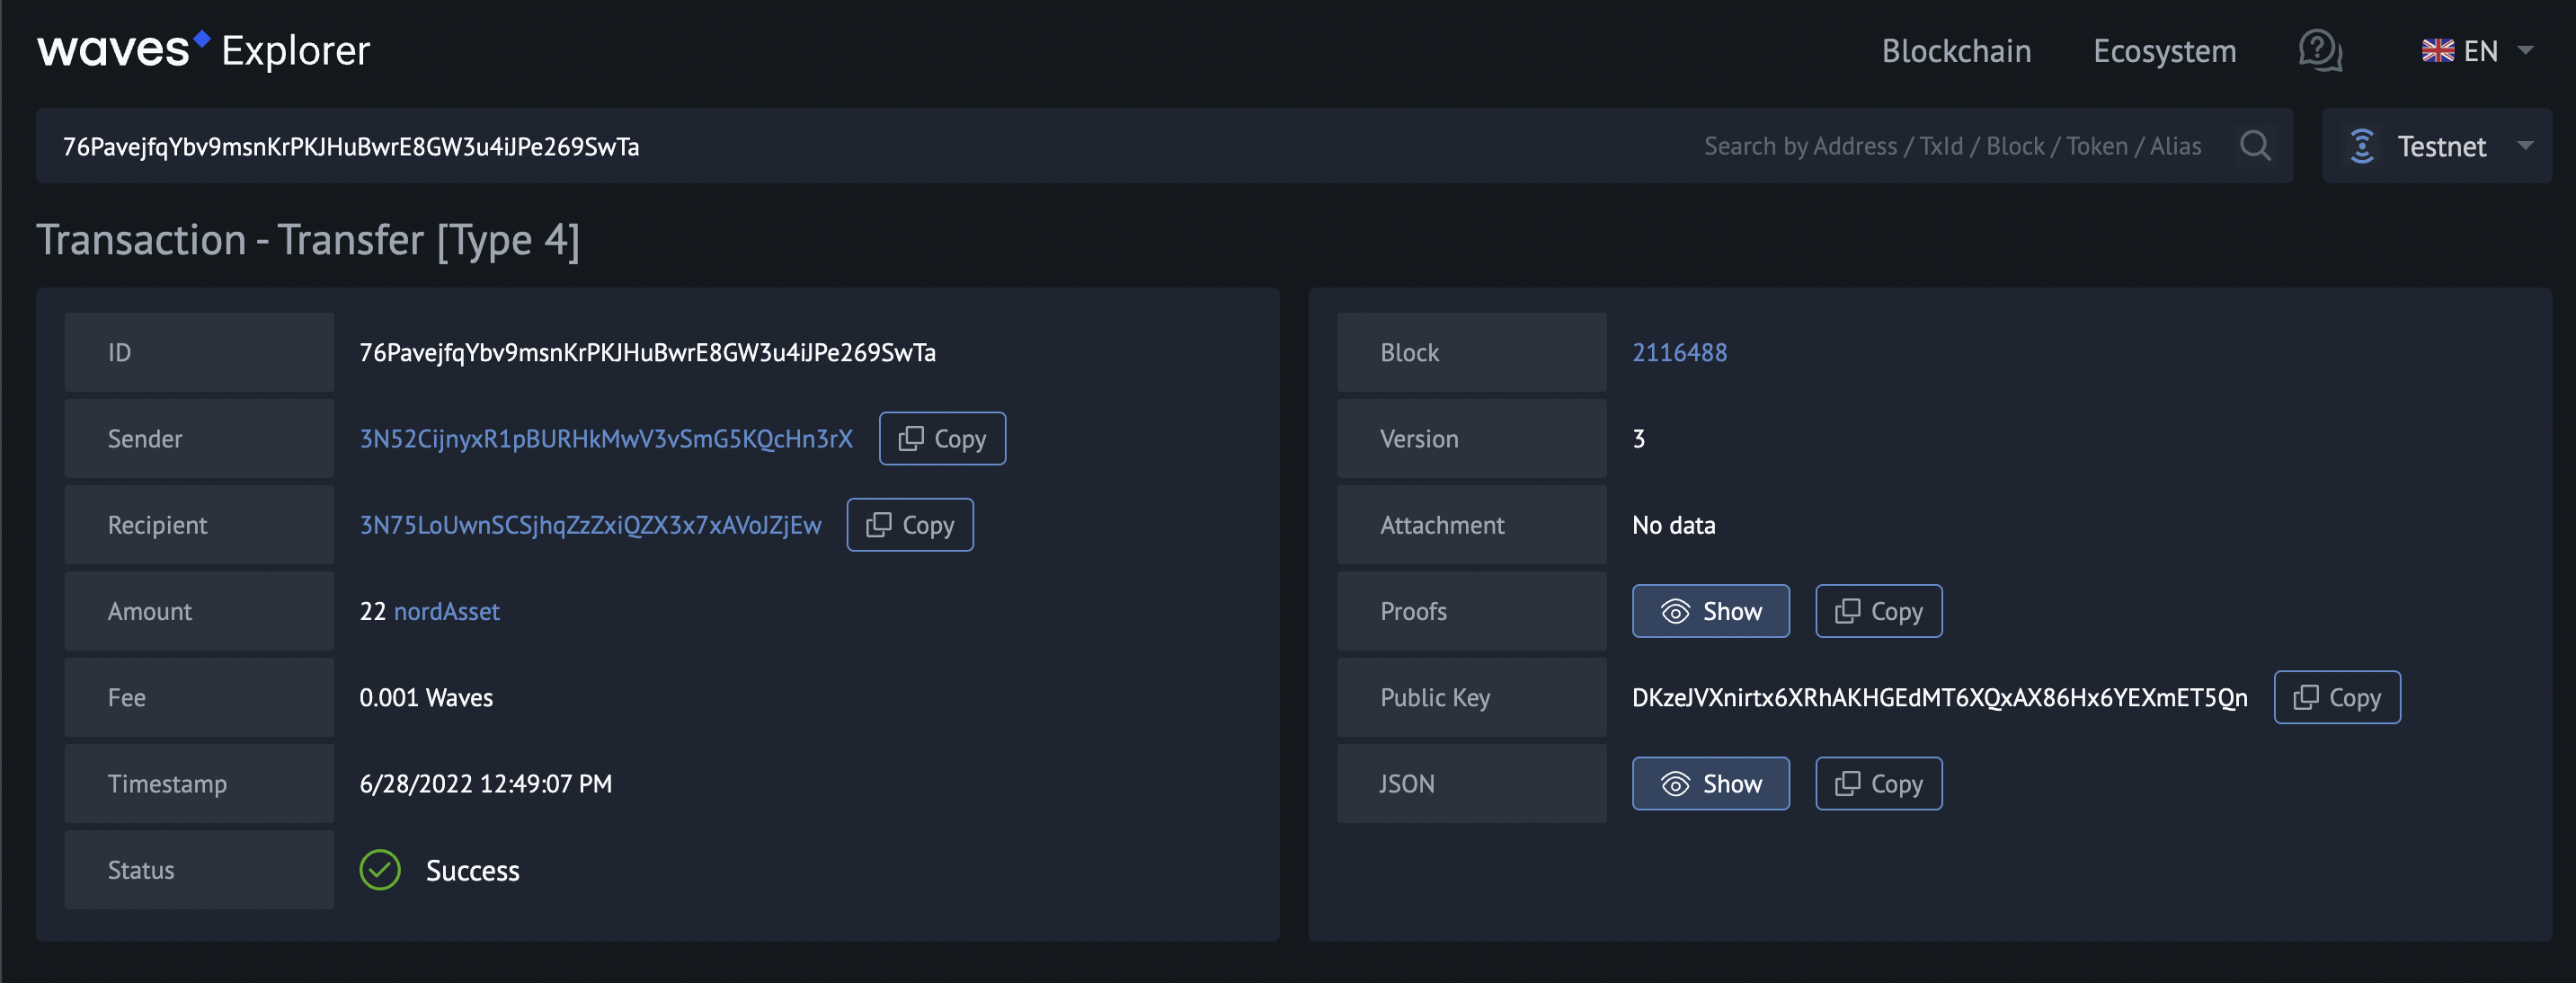 waves Explorer Blockchain Ecosystem EN
76PavejfqYbv9msnKrPKJHuBwrE8GW3u4iJPe269SwTa Search by Address / TxId / Block / Token / Alias Testnet
Transaction - Transfer [Type 4]
ID 76PavejfqYbv9msnKrPKJHuBwrE8GW3u4iJPe269SwTa
Sender 3N52CijnyxR1pBURHkMwV3vSmG5KQcHn3rX Copy
Recipient 3N75LoUwnSCSjhqZzZxiQZX3x7xAVoJZjEw Copy
Amount 22 nordAsset
Fee 0.001 Waves
Timestamp 6/28/2022 12:49:07 PM
Status Success
Block 2116488
Version 3
Attachment No data
Proofs Show Copy
Public Key DKzeJVXnirtx6XRhAKHGEdMT6XQxAX86Hx6YEXmET5Qn Copy
JSON Show Copy